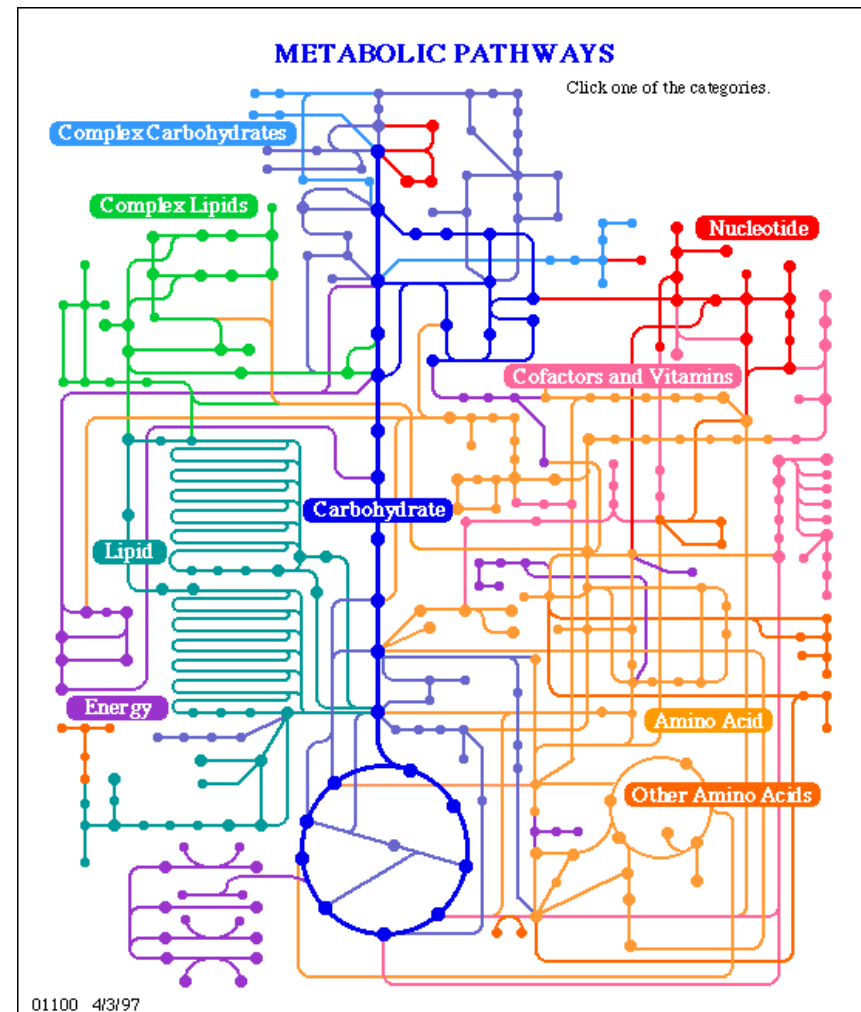 METABOLIC PATHWAYS
Click one of the categories.
Complex Carbohydrates
Complex Lipids
Nucleotide
Cofactors and Vitamins
Carbohydrate
Lipid
Energy
Amino Acid
Other Amino Acids
01100 4/3/97